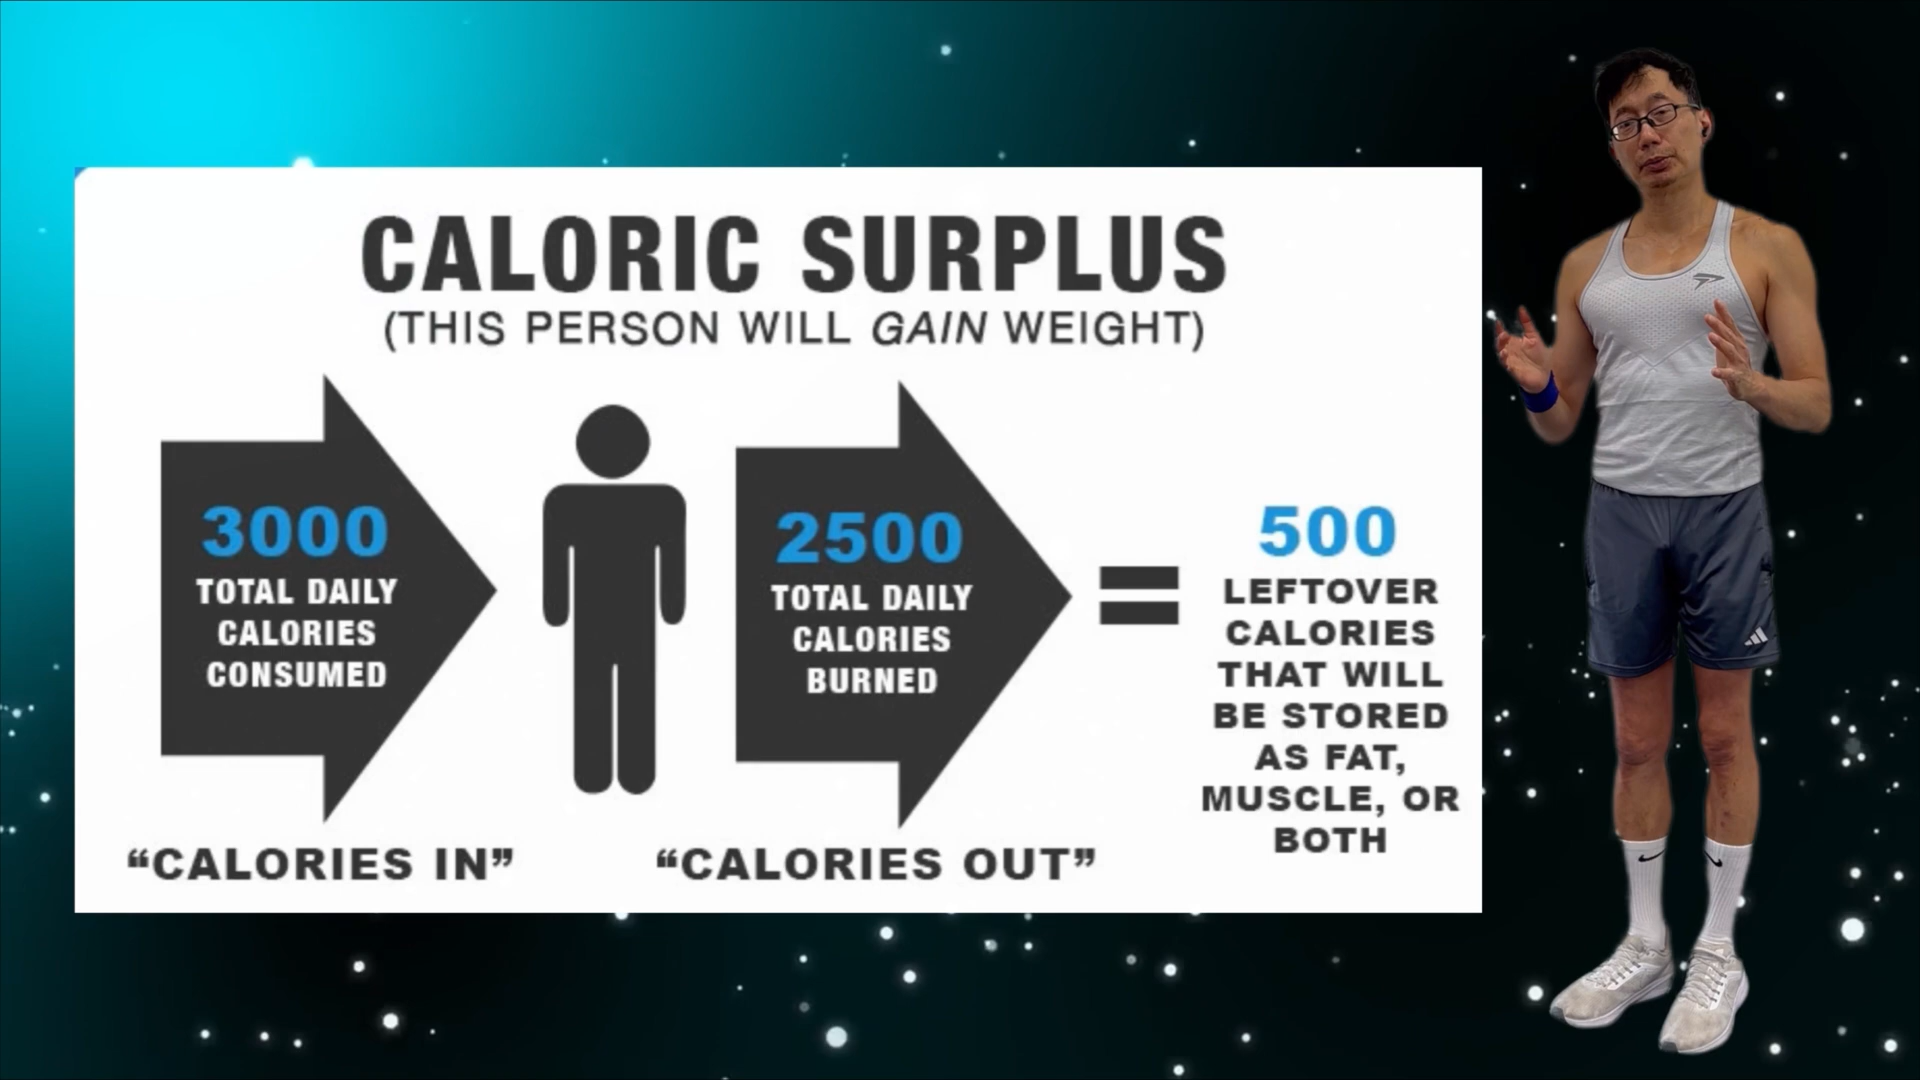 CALORIC SURPLUS
(THIS PERSON WILL GAIN WEIGHT)
3000
TOTAL DAILY
CALORIES
CONSUMED
"CALORIES IN"
2500
TOTAL DAILY
CALORIES
BURNED
"CALORIES OUT"
=
500
LEFTOVER
CALORIES
THAT WILL
BE STORED
AS FAT,
MUSCLE, OR
BOTH